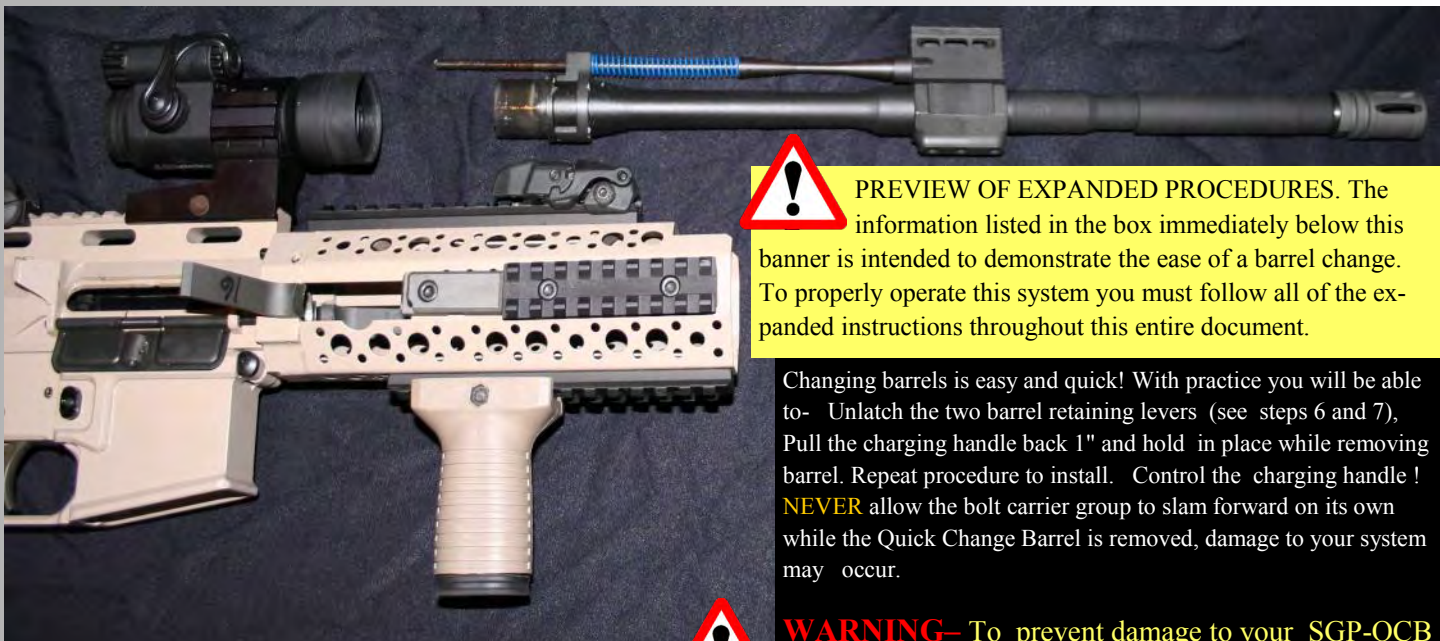 PREVIEW OF EXPANDED PROCEDURES. The
information listed in the box immediately below this
banner is intended to demonstrate the ease of a barrel change.
To properly operate this system you must follow all of the ex-
panded instructions throughout this entire document.
Changing barrels is easy and quick! With practice you will be able
to- Unlatch the two barrel retaining levers (see steps 6 and 7),
Pull the charging handle back 1" and hold in place while removing
barrel. Repeat procedure to install. Control the charging handle !
NEVER allow the bolt carrier group to slam forward on its own
while the Quick Change Barrel is removed, damage to your system
may occur.
WARNING– To prevent damage to your SGP-QCB